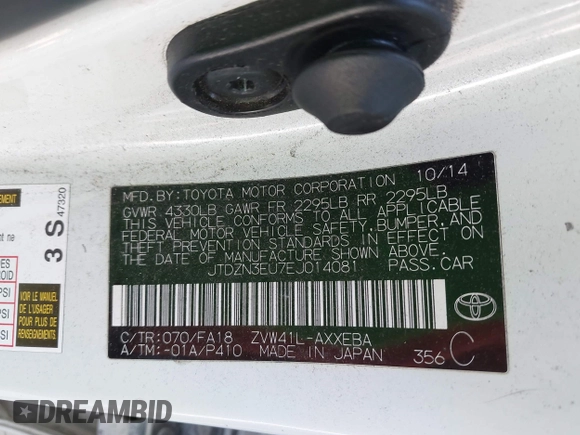 MFD. BY: TOYOTA MOTOR CORPORATION 10/14
GVWR 4330LB GAWR FR 2295LB RR 2295LB
THIS VEHICLE CONFORMS TO ALL APPLICABLE
FEDERAL MOTOR VEHICLE SAFETY, BUMPER, AND
THEFT PREVENTION STANDARDS IN EFFECT ON
THE DATE OF MANUFACTURE SHOWN ABOVE.
JTDZN3EU7EJ014081 PASS. CAR
C/TR: 070/FA18 ZVW41L-AXXEBA
A/TM: -01A/P410 MADE IN JAPAN 356 C
3 S 47320
VOIR MANUEL
DE L'USAGER
POUR PLUS DE
RENSEIGNEMENTS
PSI
PSI
DREAMBID